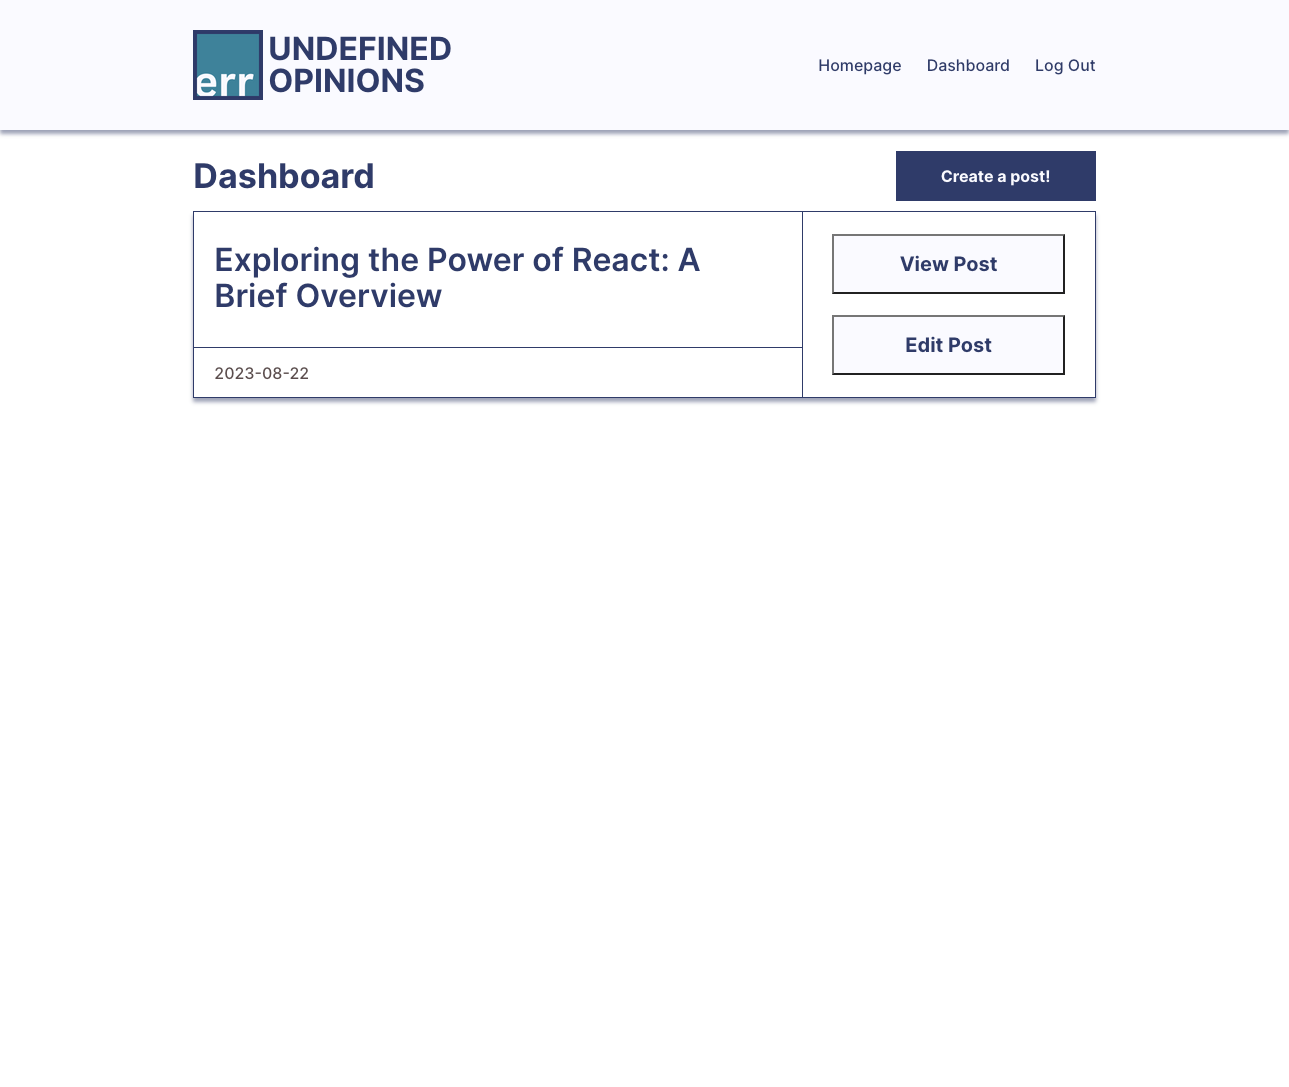 err
UNDEFINED
OPINIONS
Homepage Dashboard Log Out
Dashboard
Create a post!
Exploring the Power of React: A
Brief Overview
2023-08-22
View Post
Edit Post